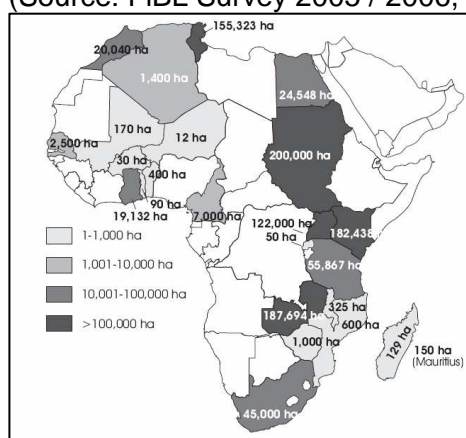 (Source: FiBL Survey 2005 / 2006,
155,323 ha
20,040 ha
1,400 ha
24,548 ha
170 ha
12 ha
2,500 ha
30 ha
400 ha
200,000 ha
90 ha
19,132 ha
7,000 ha
122,000 ha
50 ha
182,438
55,867 ha
1-1,000 ha
1,001-10,000 ha
10,001-100,000 ha
>100,000 ha
325 ha
187,694 ha
600 ha
1,000 ha
129 ha
150 ha
(Mauritius)
45,000 ha